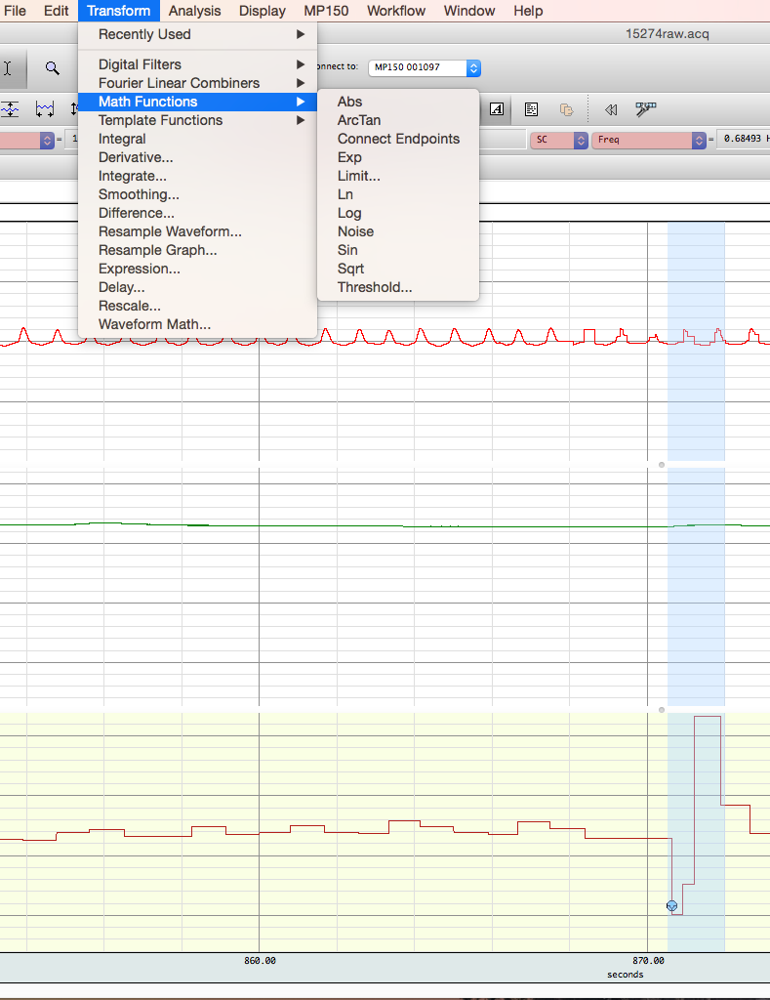 File Edit Transform Analysis Display MP150 Workflow Window Help
Recently Used
15274raw.acq
Digital Filters
onnect to: MP150 001097
Fourier Linear Combiners
Math Functions
Abs
Template Functions
ArcTan
Integral
Connect Endpoints
= 1
SC
Freq
= 0.68493 H
Derivative...
Exp
Integrate...
Limit...
Smoothing...
Ln
Difference...
Log
Resample Waveform...
Noise
Resample Graph...
Sin
Expression...
Sqrt
Delay...
Threshold...
Rescale...
Waveform Math...
860.00
870.00
seconds